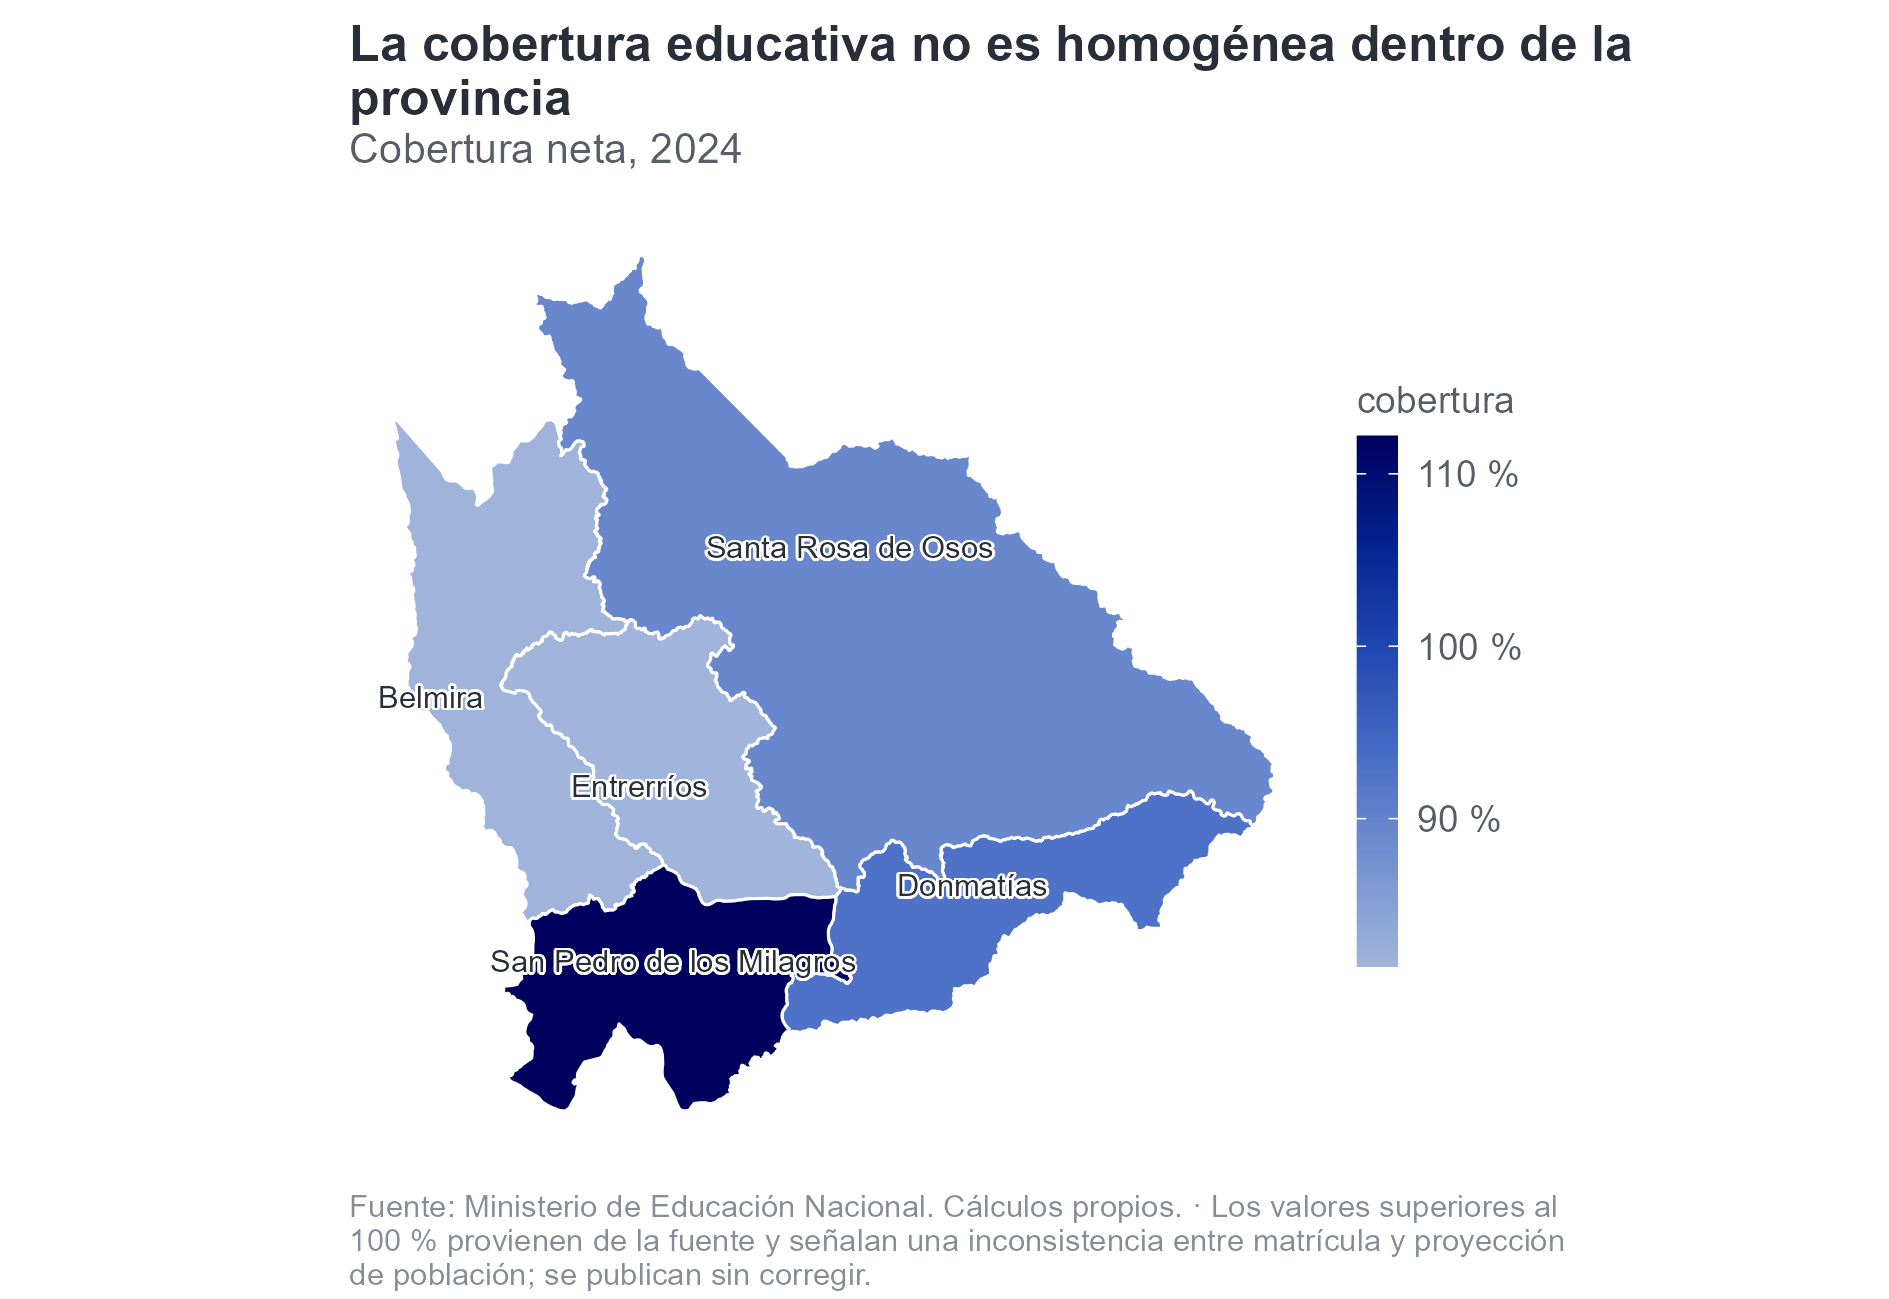 La cobertura educativa no es homogénea dentro de la
provincia
Cobertura neta, 2024
Santa Rosa de Osos
Belmira
Entrerríos
Donmatías
San Pedro de los Milagros
cobertura
110 %
100 %
90 %
Fuente: Ministerio de Educación Nacional. Cálculos propios. · Los valores superiores al
100 % provienen de la fuente y señalan una inconsistencia entre matrícula y proyección
de población; se publican sin corregir.